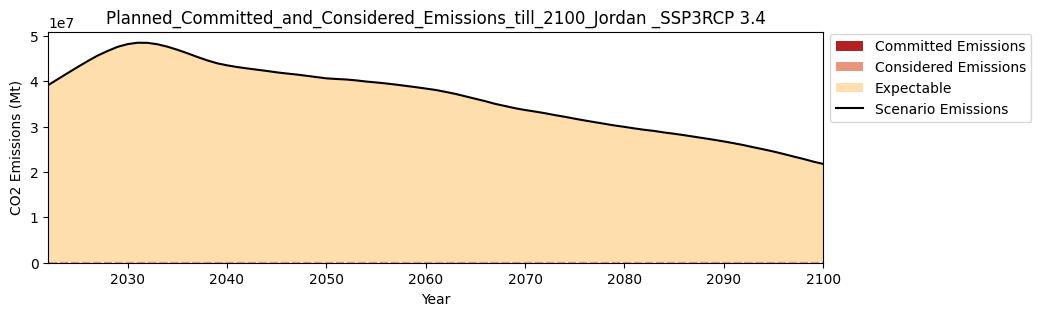 Planned_Committed_and_Considered_Emissions_till_2100_Jordan _SSP3RCP 3.4
1e7
5
4
3
2
1
0
CO2 Emissions (Mt)
2030 2040 2050 2060 2070 2080 2090 2100
Year
Committed Emissions
Considered Emissions
Expectable
Scenario Emissions